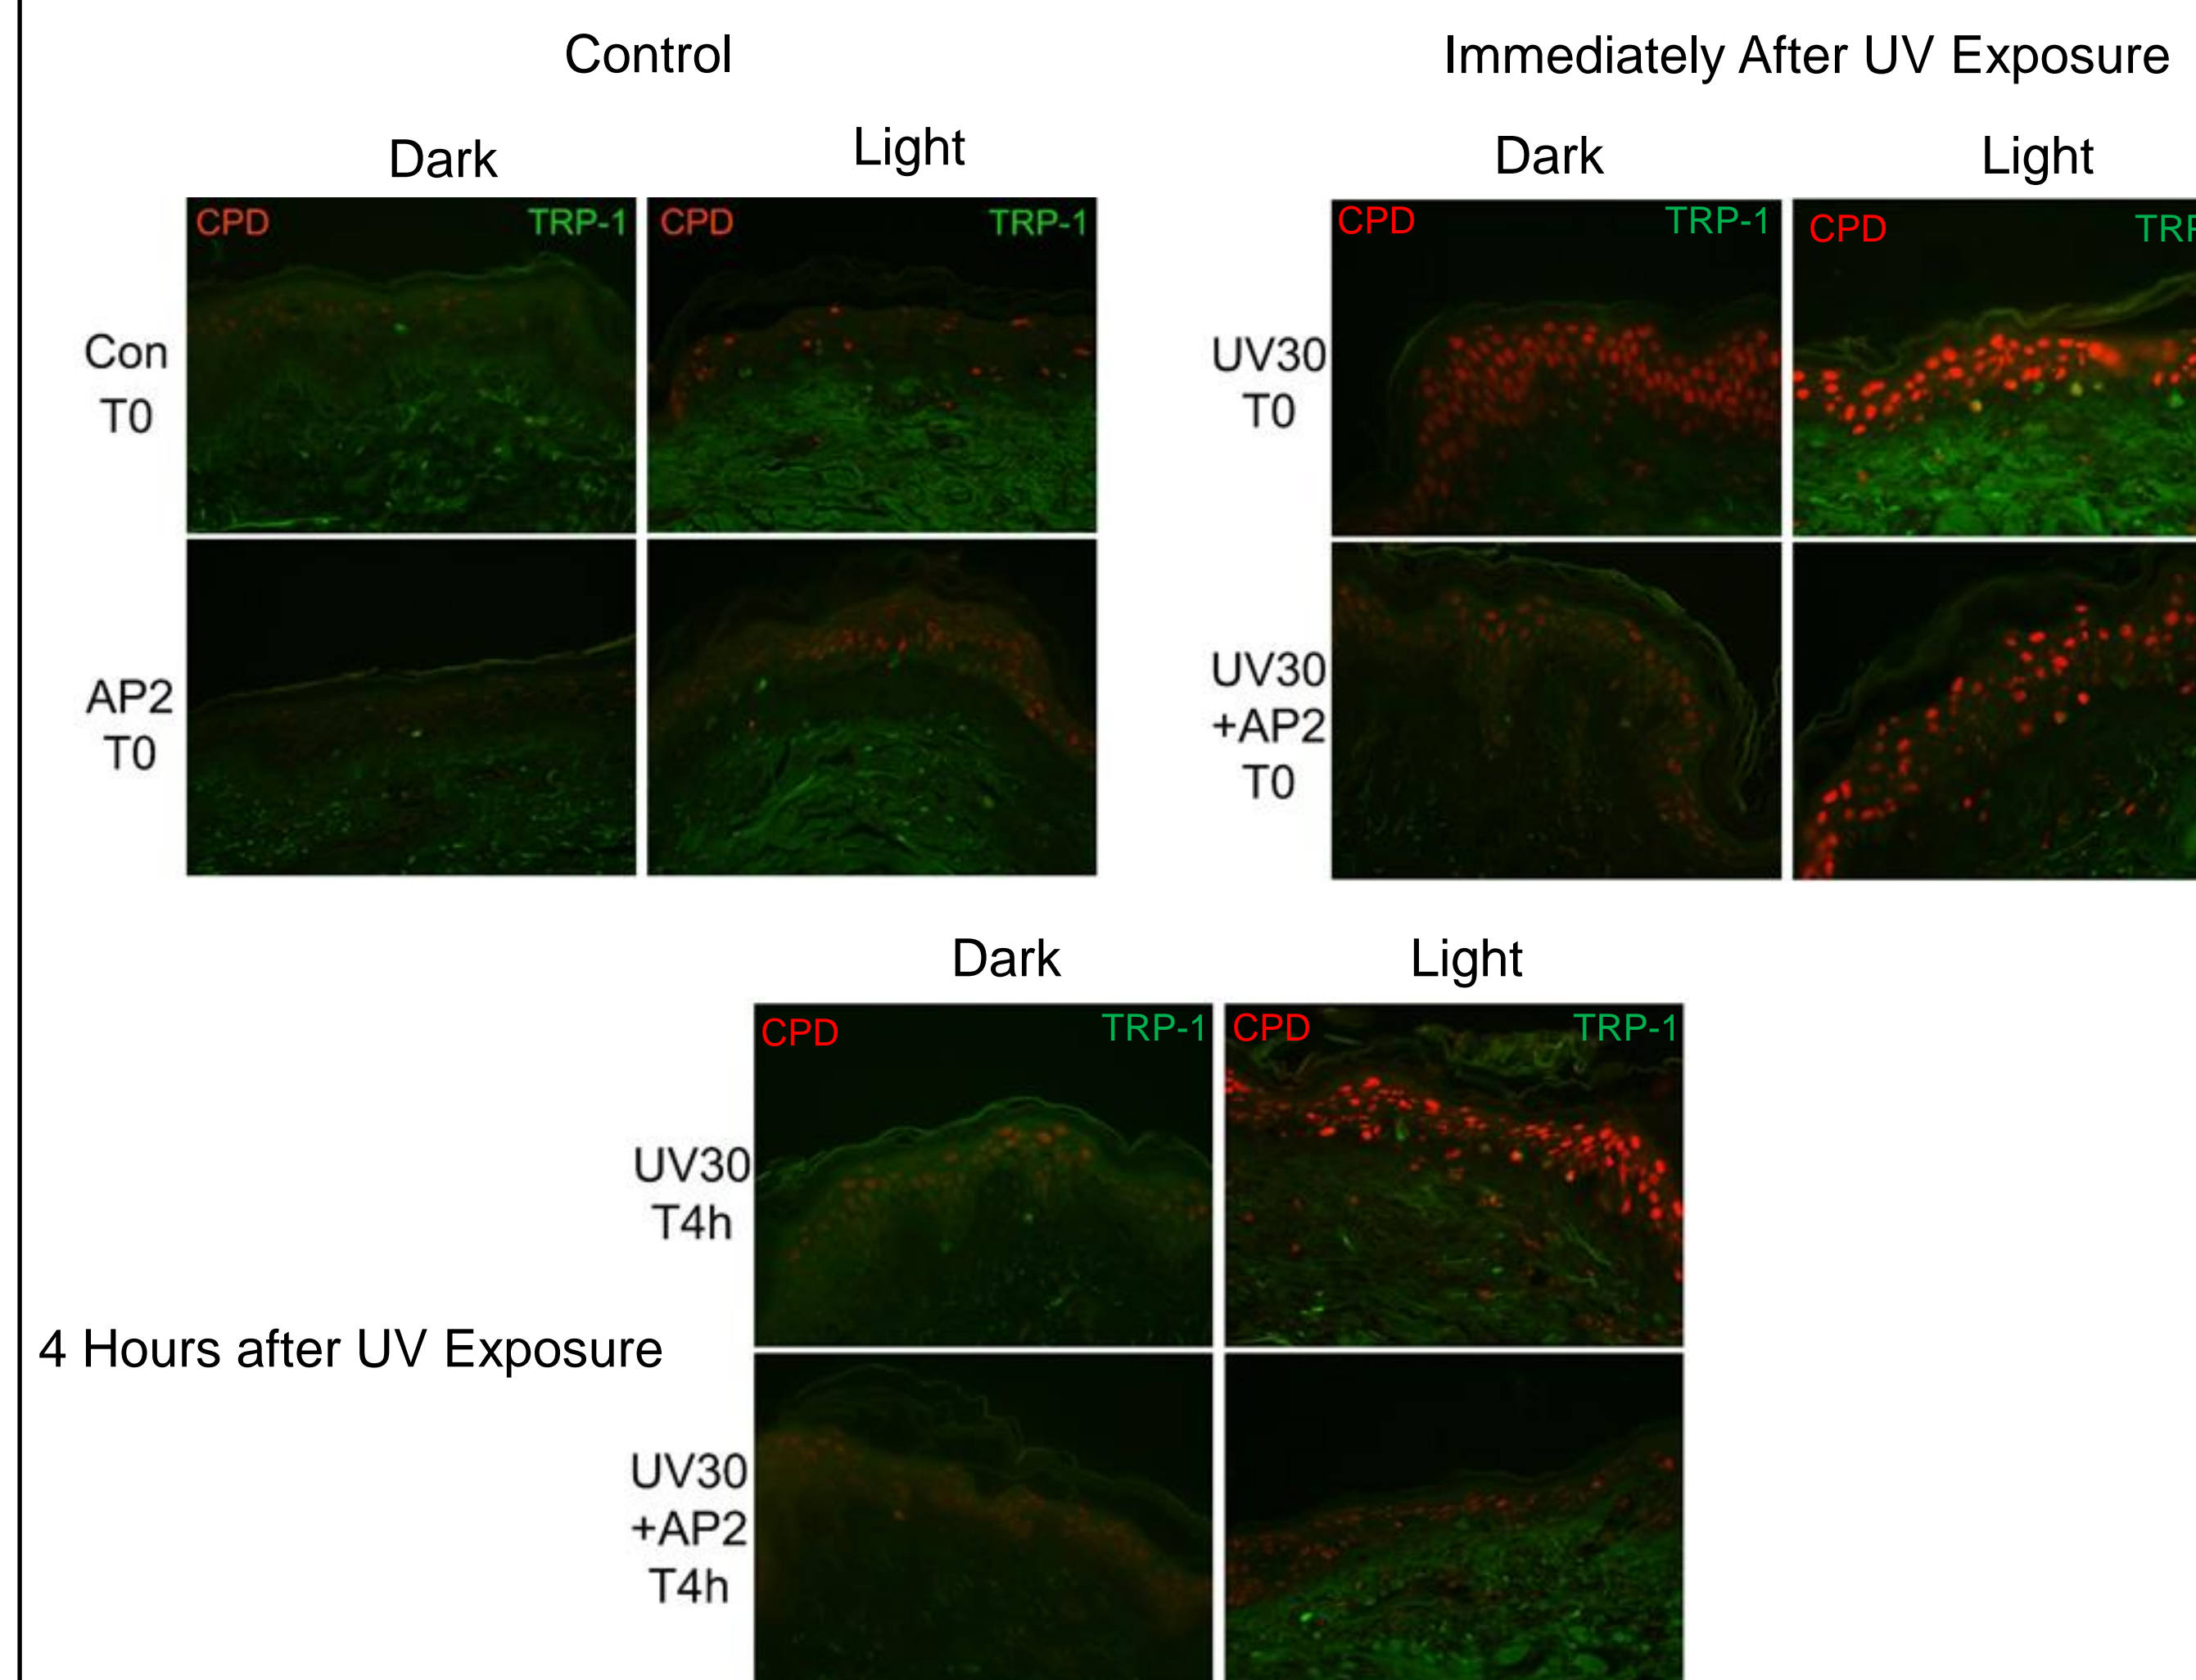 Control
Immediately After UV Exposure
Dark
Light
Dark
Light
CPD
TRP-1
CPD
TRP-1
CPD
TRP-1
CPD
TRP
Con
T0
UV30
T0
AP2
T0
UV30
+AP2
T0
Dark
Light
CPD
TRP-1
CPD
TRP-1
UV30
T4h
4 Hours after UV Exposure
UV30
+AP2
T4h